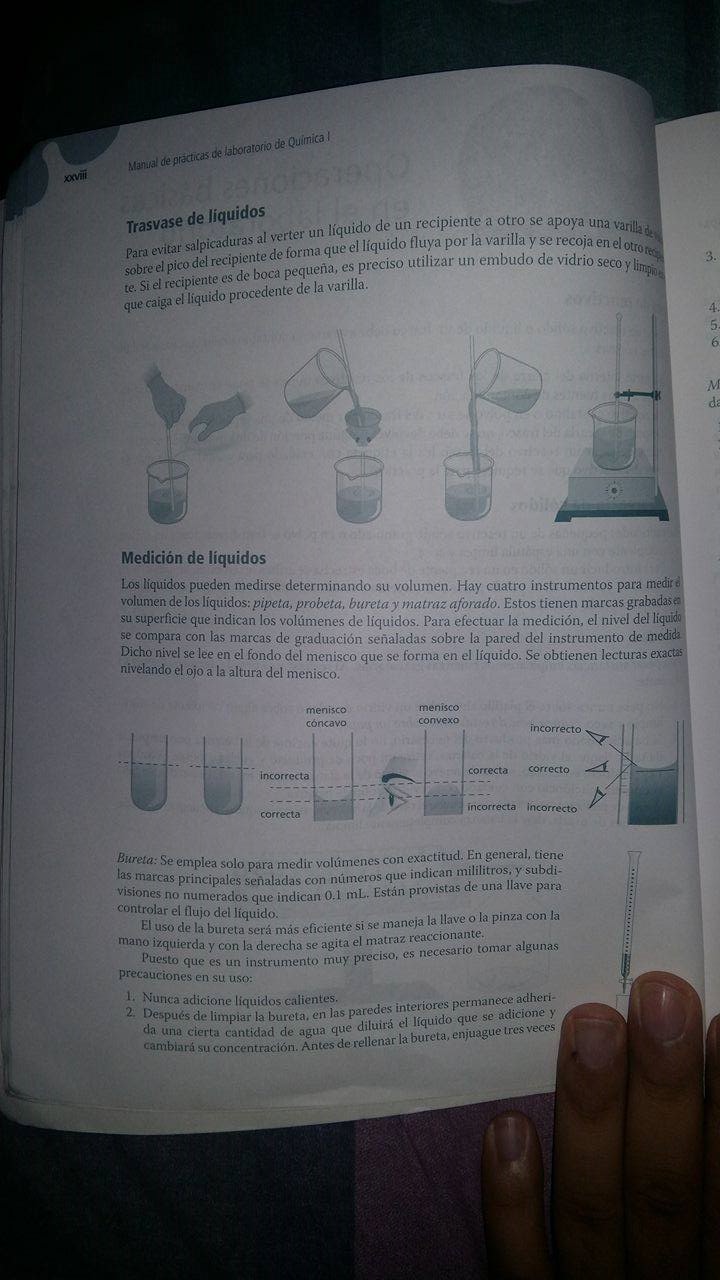 xxviii
Manual de prácticas de laboratorio de Química I
Trasvase de líquidos
Para evitar salpicaduras al verter un líquido de un recipiente a otro se apoya una varilla de
sobre el pico del recipiente de forma que el líquido fluya por la varilla y se recoja en el otro
te. Si el recipiente es de boca pequeña, es preciso utilizar un embudo de vidrio seco y limpio
que caiga el líquido procedente de la varilla.
Medición de líquidos
Los líquidos pueden medirse determinando su volumen. Hay cuatro instrumentos para medir el
volumen de los líquidos: pipeta, probeta, bureta y matraz aforado. Estos tienen marcas grabadas en
su superficie que indican los volúmenes de líquidos. Para efectuar la medición, el nivel del líquido
se compara con las marcas de graduación señaladas sobre la pared del instrumento de medida.
Dicho nivel se lee en el fondo del menisco que se forma en el líquido. Se obtienen lecturas exactas
nivelando el ojo a la altura del menisco.
menisco
cóncavo
menisco
convexo
incorrecta
correcta
correcta
incorrecta
incorrecto
correcto
incorrecto
Bureta: Se emplea solo para medir volúmenes con exactitud. En general, tiene
las marcas principales señaladas con números que indican mililitros, y subdi-
visiones no numerados que indican 0.1 mL. Están provistas de una llave para
controlar el flujo del líquido.
El uso de la bureta será más eficiente si se maneja la llave o la pinza con la
mano izquierda y con la derecha se agita el matraz reaccionante.
Puesto que es un instrumento muy preciso, es necesario tomar algunas
precauciones en su uso:
1. Nunca adicione líquidos calientes.
2. Después de limpiar la bureta, en las paredes interiores permanece adheri-
da una cierta cantidad de agua que diluirá el líquido que se adicione y
cambiará su concentración. Antes de rellenar la bureta, enjuague tres veces
3.
4.
5.
6
M
da